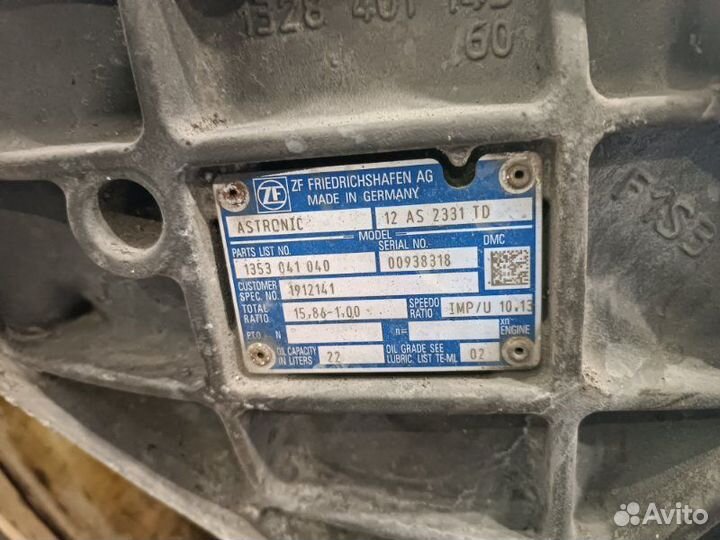 1328 401
60
ZF
ZF FRIEDRICHSHAFEN AG
MADE IN GERMANY
ASTRONIC 12 AS 2331 TD
MODEL
PARTS LIST NO. SERIAL NO. DMC
1353 041 040 00938318
CUSTOMER SPEC. NO. 1912141
TOTAL RATIO 15.86-1.00 SPEEDO RATIO IMP/U 10.13
PTO N n= xn ENGINE
OIL CAPACITY IN LITERS 22 OIL GRADE SEE LUBRIC. LIST TE-ML 02
Avito